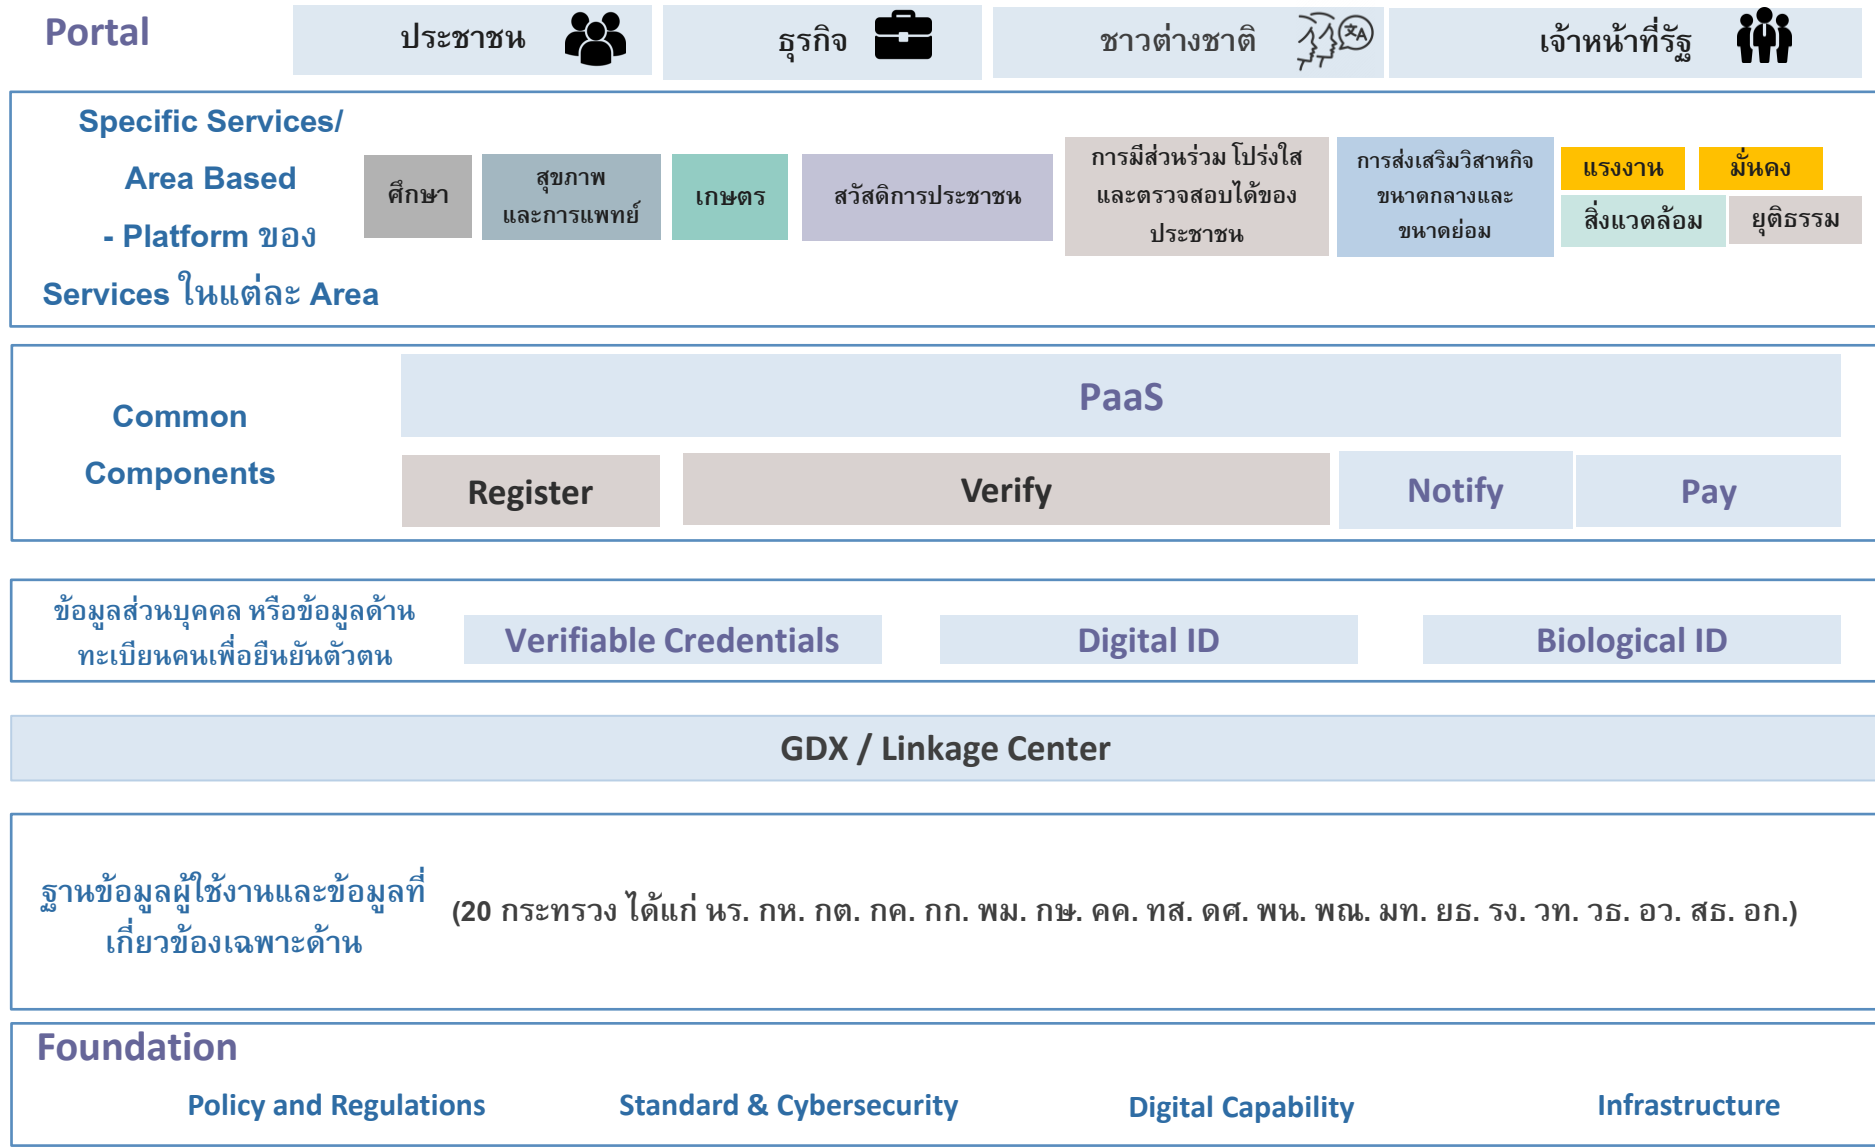 Portal
ประชาชน
ธุรกิจ
ชาวต่างชาติ
文A
เจ้าหน้าที่รัฐ
Specific Services/
Area Based
- Platform ของ
Services ในแต่ละ Area
ศึกษา
สุขภาพ
และการแพทย์
เกษตร
สวัสดิการประชาชน
การมีส่วนร่วม โปร่งใส
และตรวจสอบได้ของ
ประชาชน
การส่งเสริมวิสาหกิจ
ขนาดกลางและ
ขนาดย่อม
แรงงาน
มั่นคง
สิ่งแวดล้อม
ยุติธรรม
Common
Components
PaaS
Register
Verify
Notify
Pay
ข้อมูลส่วนบุคคล หรือข้อมูลด้าน
ทะเบียนคนเพื่อยืนยันตัวตน
Verifiable Credentials
Digital ID
Biological ID
GDX / Linkage Center
ฐานข้อมูลผู้ใช้งานและข้อมูลที่
เกี่ยวข้องเฉพาะด้าน
(20 กระทรวง ได้แก่ นร. กห. กต. กค. กก. พม. กษ. คค. ทส. ดศ. พน. พณ. มท. ยธ. รง. วท. วธ. อว. สธ. อก.)
Foundation
Policy and Regulations
Standard & Cybersecurity
Digital Capability
Infrastructure